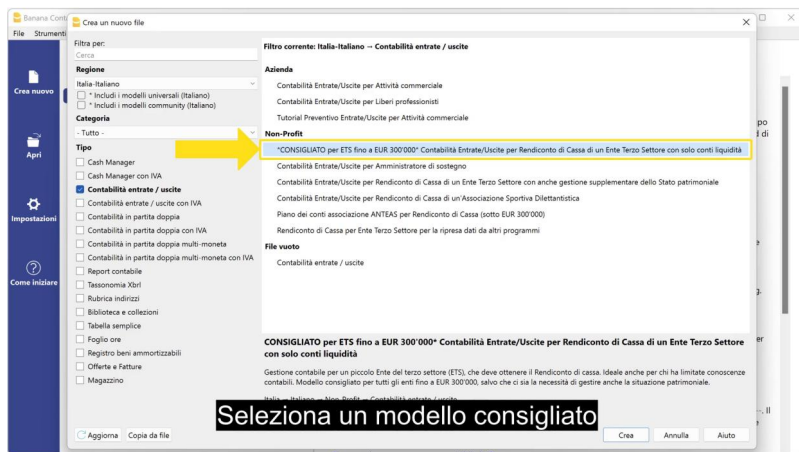 Banana Cont
File Strumenti
Crea nuovo
Apri
Impostazioni
Come iniziare
Crea un nuovo file
Filtra per:
Cerca
Regione
Italia-Italiano
* Includi i modelli universali (Italiano)
* Includi i modelli community (Italiano)
Categoria
- Tutto -
Tipo
Cash Manager
Cash Manager con IVA
Contabilità entrate / uscite
Contabilità entrate / uscite con IVA
Contabilità in partita doppia
Contabilità in partita doppia con IVA
Contabilità in partita doppia multi-moneta
Contabilità in partita doppia multi-moneta con IVA
Report contabile
Tassonomia Xbrl
Rubrica indirizzi
Biblioteca e collezioni
Tabella semplice
Foglio ore
Registro beni ammortizzabili
Offerte e Fatture
Magazzino
Aggiorna Copia da file
Filtro corrente: Italia-Italiano → Contabilità entrate / uscite
Azienda
Contabilità Entrate/Uscite per Attività commerciale
Contabilità Entrate/Uscite per Liberi professionisti
Tutorial Preventivo Entrate/Uscite per Attività commerciale
Non-Profit
*CONSIGLIATO per ETS fino a EUR 300'000* Contabilità Entrate/Uscite per Rendiconto di Cassa di un Ente Terzo Settore con solo conti liquidità
Contabilità Entrate/Uscite per Amministratore di sostegno
Contabilità Entrate/Uscite per Rendiconto di Cassa di un Ente Terzo Settore con anche gestione supplementare dello Stato patrimoniale
Contabilità Entrate/Uscite per Rendiconto di Cassa di un'Associazione Sportiva Dilettantistica
Piano dei conti associazione ANTEAS per Rendiconto di Cassa (sotto EUR 300'000)
Rendiconto di Cassa per Ente Terzo Settore per la ripresa dati da altri programmi
File vuoto
Contabilità entrate / uscite
CONSIGLIATO per ETS fino a EUR 300'000* Contabilità Entrate/Uscite per Rendiconto di Cassa di un Ente Terzo Settore
con solo conti liquidità
Gestione contabile per un piccolo Ente del terzo settore (ETS), che deve ottenere il Rendiconto di cassa. Ideale anche per chi ha limitate conoscenze
contabili. Modello consigliato per tutti gli enti fino a EUR 300'000, salvo che ci sia la necessità di gestire anche la situazione patrimoniale.
Italia → Italiano → Non-Profit → Contabilità entrate / uscite
Seleziona un modello consigliato
Crea Annulla Aiuto
po
di
g.
er
Il